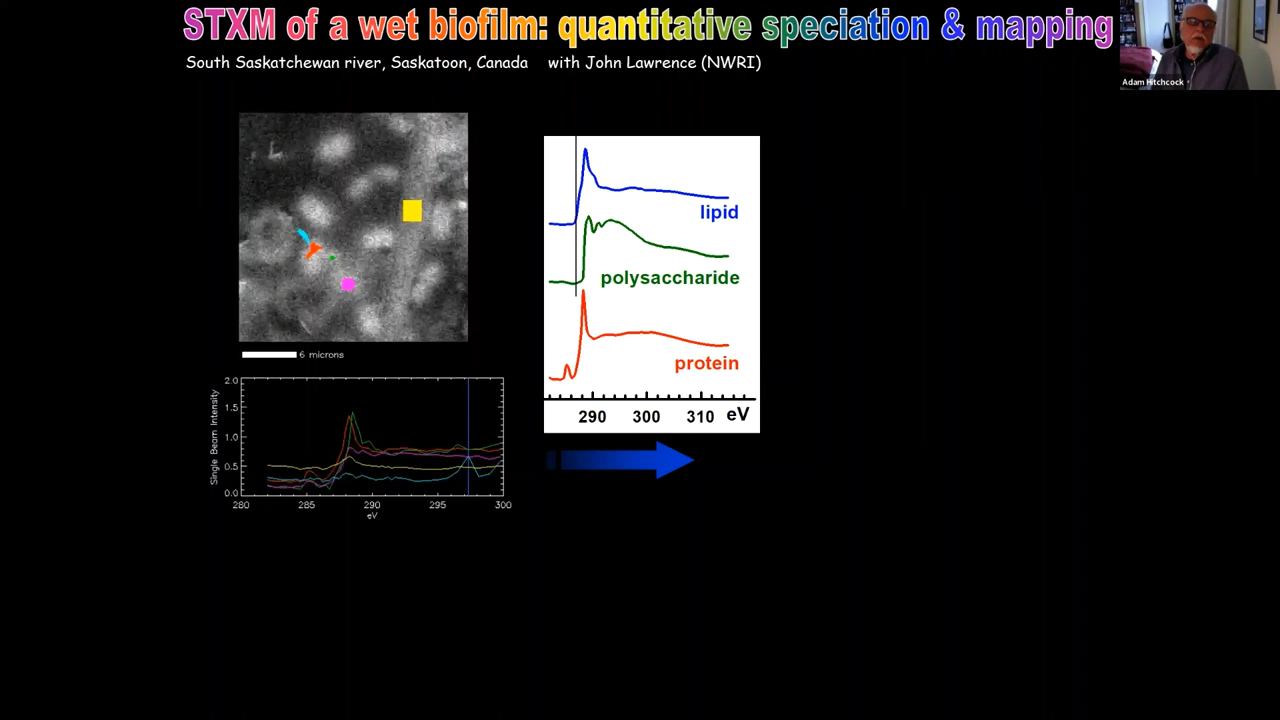 STXM of a wet biofilm: quantitative speciation & mapping
South Saskatchewan river, Saskatoon, Canada with John Lawrence (NWRI)
Adam Hitchcock
6 microns
lipid
polysaccharide
protein
290 300 310 eV
Single Beam Intensity
2.0
1.5
1.0
0.5
0.0
280 285 290 295 300
eV